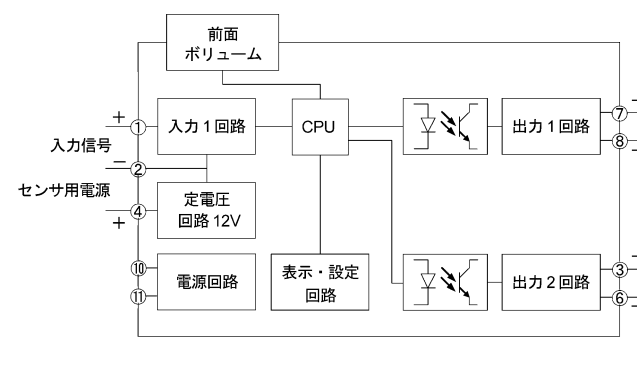 前面
ボリューム
+
①
入力信号
−
②
センサ用電源
④
+
⑩
⑪
入力1回路
定電圧
回路12V
電源回路
CPU
表示・設定
回路
出力1回路
⑦
⑧
出力2回路
③
⑥